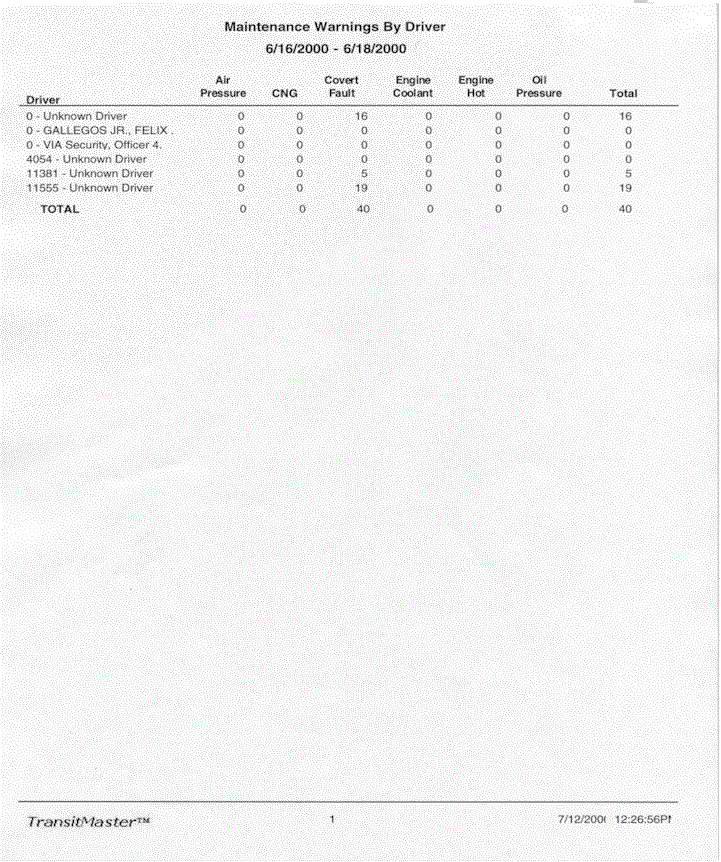 Maintenance Warnings By Driver
6/16/2000 - 6/18/2000
Driver Air Pressure CNG Covert Fault Engine Coolant Engine Hot Oil Pressure Total
0 - Unknown Driver 0 0 16 0 0 0 16
0 - GALLEGOS JR., FELIX . 0 0 0 0 0 0 0
0 - VIA Security, Officer 4. 0 0 0 0 0 0 0
4054 - Unknown Driver 0 0 0 0 0 0 0
11381 - Unknown Driver 0 0 5 0 0 0 5
11555 - Unknown Driver 0 0 19 0 0 0 19
TOTAL 0 0 40 0 0 0 40
TransitMaster™ 1 7/12/200 12:26:56P